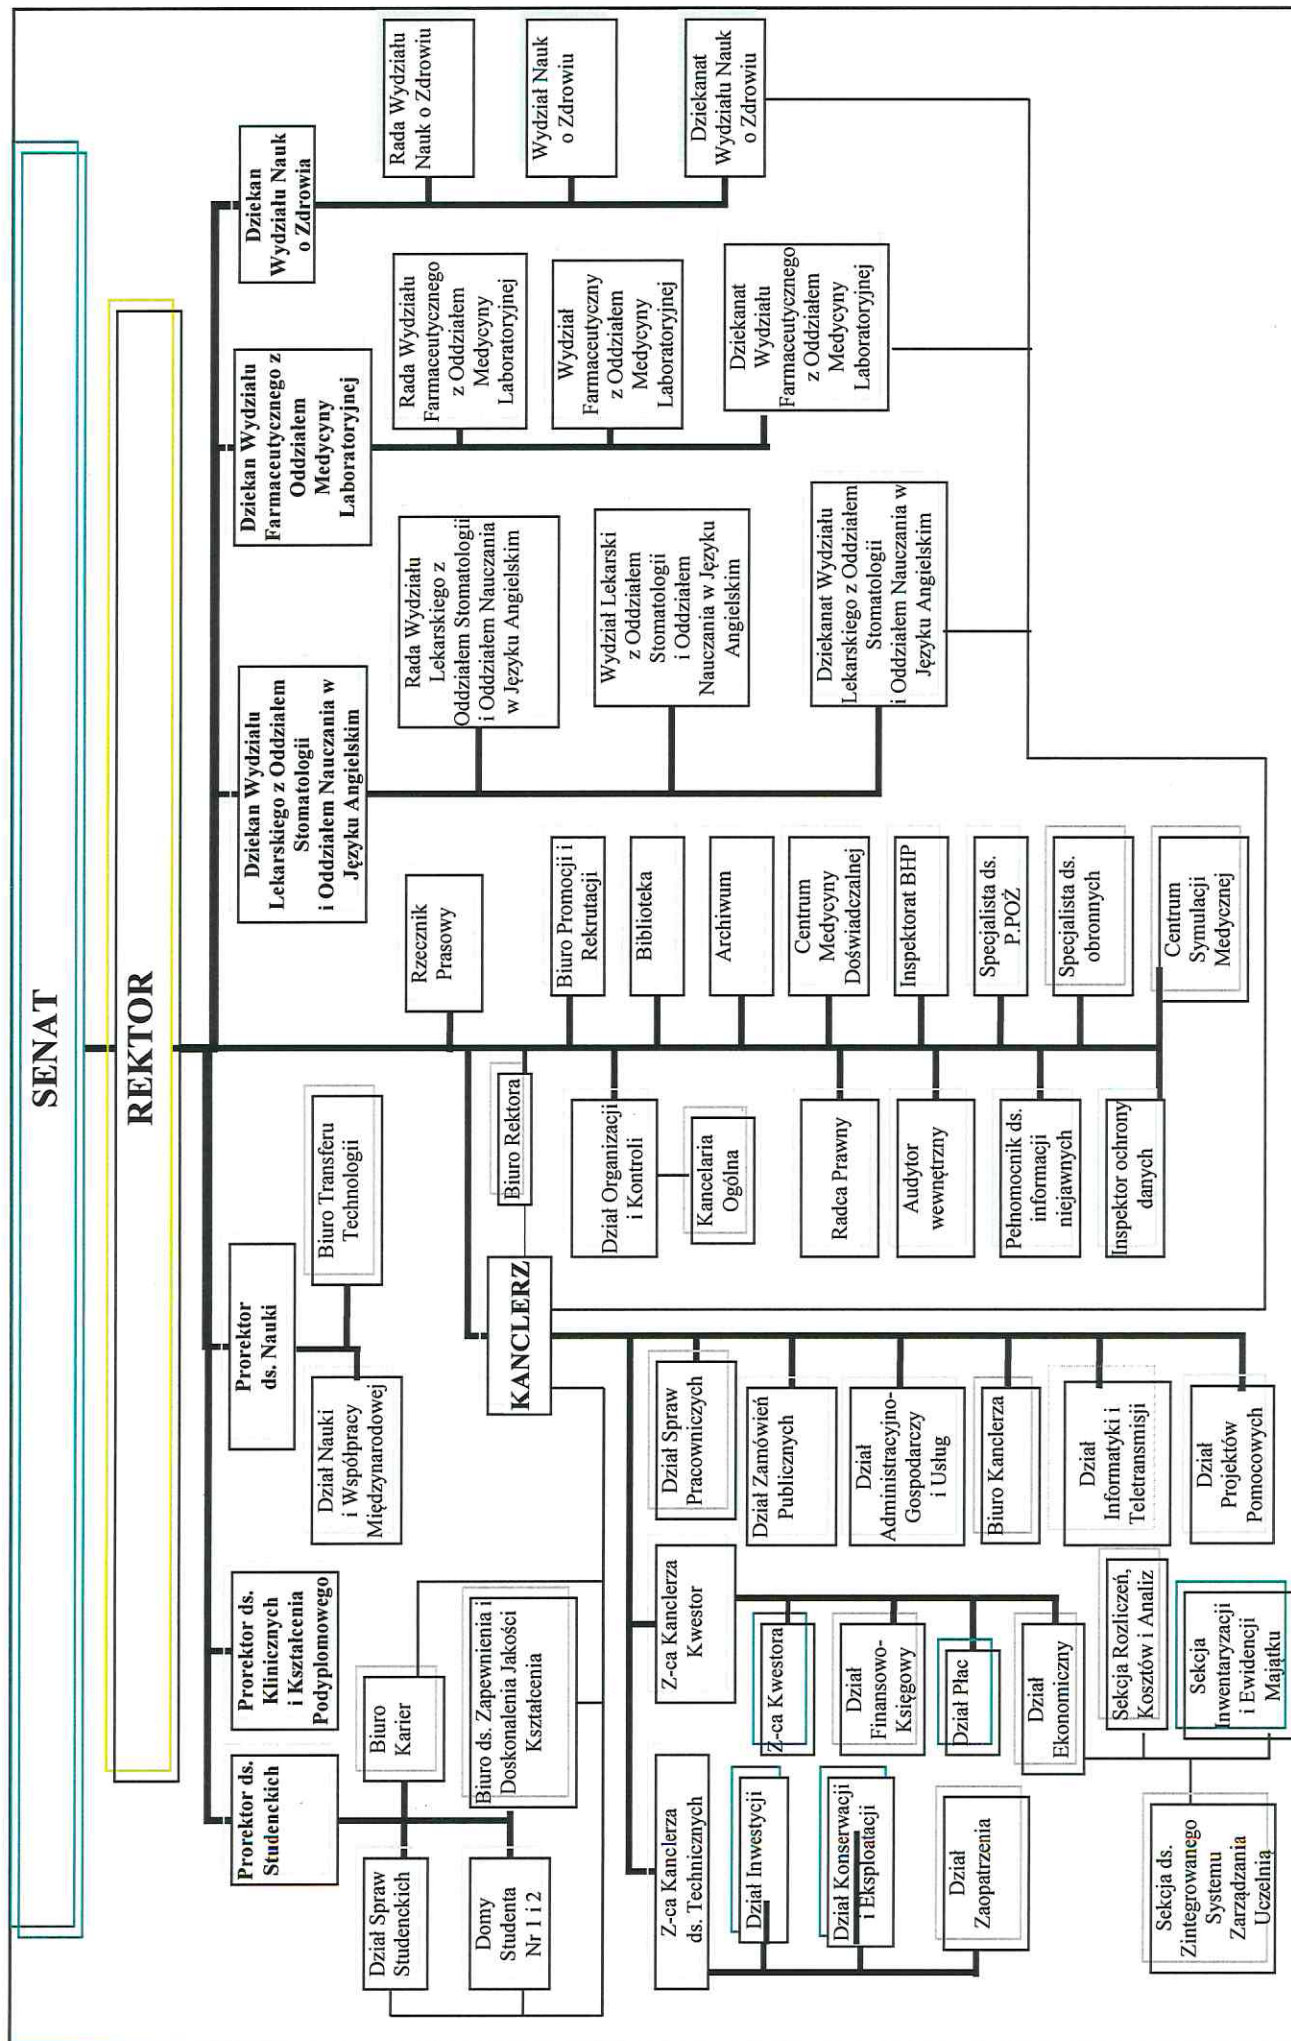 SENAT
REKTOR
Prorektor ds.
Studenckich
Prorektor ds.
Klinicznych
i Kształcenia
Podyplomowego
Prorektor
ds. Nauki
Dziekan Wydziału
Lekarskiego z Oddziałem
Stomatologii
i Oddziałem Nauczania w
Języku Angielskim
Dziekan Wydziału
Farmaceutycznego z
Oddziałem
Medycyny
Laboratoryjnej
Dziekan
Wydziału Nauk
o Zdrowia
Dział Spraw
Studenckich
Biuro
Karier
Domy
Studenta
Nr 1 i 2
Biuro ds. Zapewnienia i
Doskonalenia Jakości
Kształcenia
Dział Nauki
i Współpracy
Międzynarodowej
Biuro Transferu
Technologii
Rzecznik
Prasowy
KANCLERZ
Biuro Rektora
Biuro Promocji i
Rekrutacji
Dział Organizacji
i Kontroli
Biblioteka
Kancelaria
Ogólna
Archiwum
Radca Prawny
Centrum
Medycyny
Doświadczalnej
Audytor
wewnętrzny
Inspektorat BHP
Pełnomocnik ds.
informacji
niejawnych
Specjalista ds.
P.POŻ
Specjalista ds.
obronnych
Inspektor ochrony
danych
Centrum
Symulacji
Medycznej
Rada Wydziału
Lekarskiego z
Oddziałem Stomatologii
i Oddziałem Nauczania
w Języku Angielskim
Wydział Lekarski
z Oddziałem
Stomatologii
i Oddziałem
Nauczania w Języku
Angielskim
Dziekanat Wydziału
Lekarskiego z Oddziałem
Stomatologii
i Oddziałem Nauczania w
Języku Angielskim
Rada Wydziału
Farmaceutycznego
z Oddziałem
Medycyny
Laboratoryjnej
Wydział
Farmaceutyczny
z Oddziałem
Medycyny
Laboratoryjnej
Dziekanat
Wydziału
Farmaceutycznego
z Oddziałem
Medycyny
Laboratoryjnej
Rada Wydziału
Nauk o Zdrowiu
Wydział Nauk
o Zdrowiu
Dziekanat
Wydziału Nauk
o Zdrowiu
Z-ca Kanclerza
ds. Technicznych
Z-ca Kanclerza
Kwestor
Dział Spraw
Pracowniczych
Dział Zamówień
Publicznych
Dział
Administracyjno-
Gospodarczy
i Usług
Biuro Kanclerza
Dział
Informatyki i
Teletransmisji
Dział
Projektów
Pomocowych
Dział Inwestycji
Dział Konserwacji
i Eksploatacji
Dział
Zaopatrzenia
Z-ca Kwestora
Dział
Finansowo-
Księgowy
Dział Płac
Dział
Ekonomiczny
Sekcja Rozliczeń,
Kosztów i Analiz
Sekcja
Inwentaryzacji
i Ewidencji
Majątku
Sekcja ds.
Zintegrowanego
Systemu
Zarządzania
Uczelnią